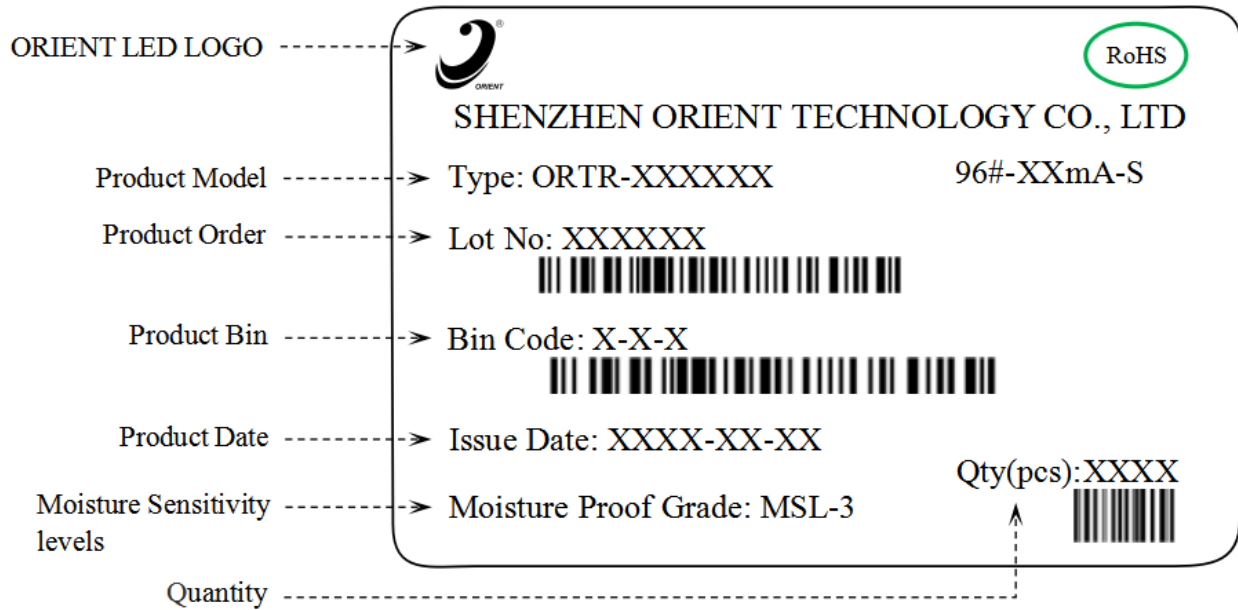 ORIENT LED LOGO
®
ORIENT
RoHS
SHENZHEN ORIENT TECHNOLOGY CO., LTD
Product Model
Type: ORTR-XXXXXX
96#-XXmA-S
Product Order
Lot No: XXXXXX
Product Bin
Bin Code: X-X-X
Product Date
Issue Date: XXXX-XX-XX
Qty(pcs):XXXX
Moisture Sensitivity
levels
Moisture Proof Grade: MSL-3
Quantity